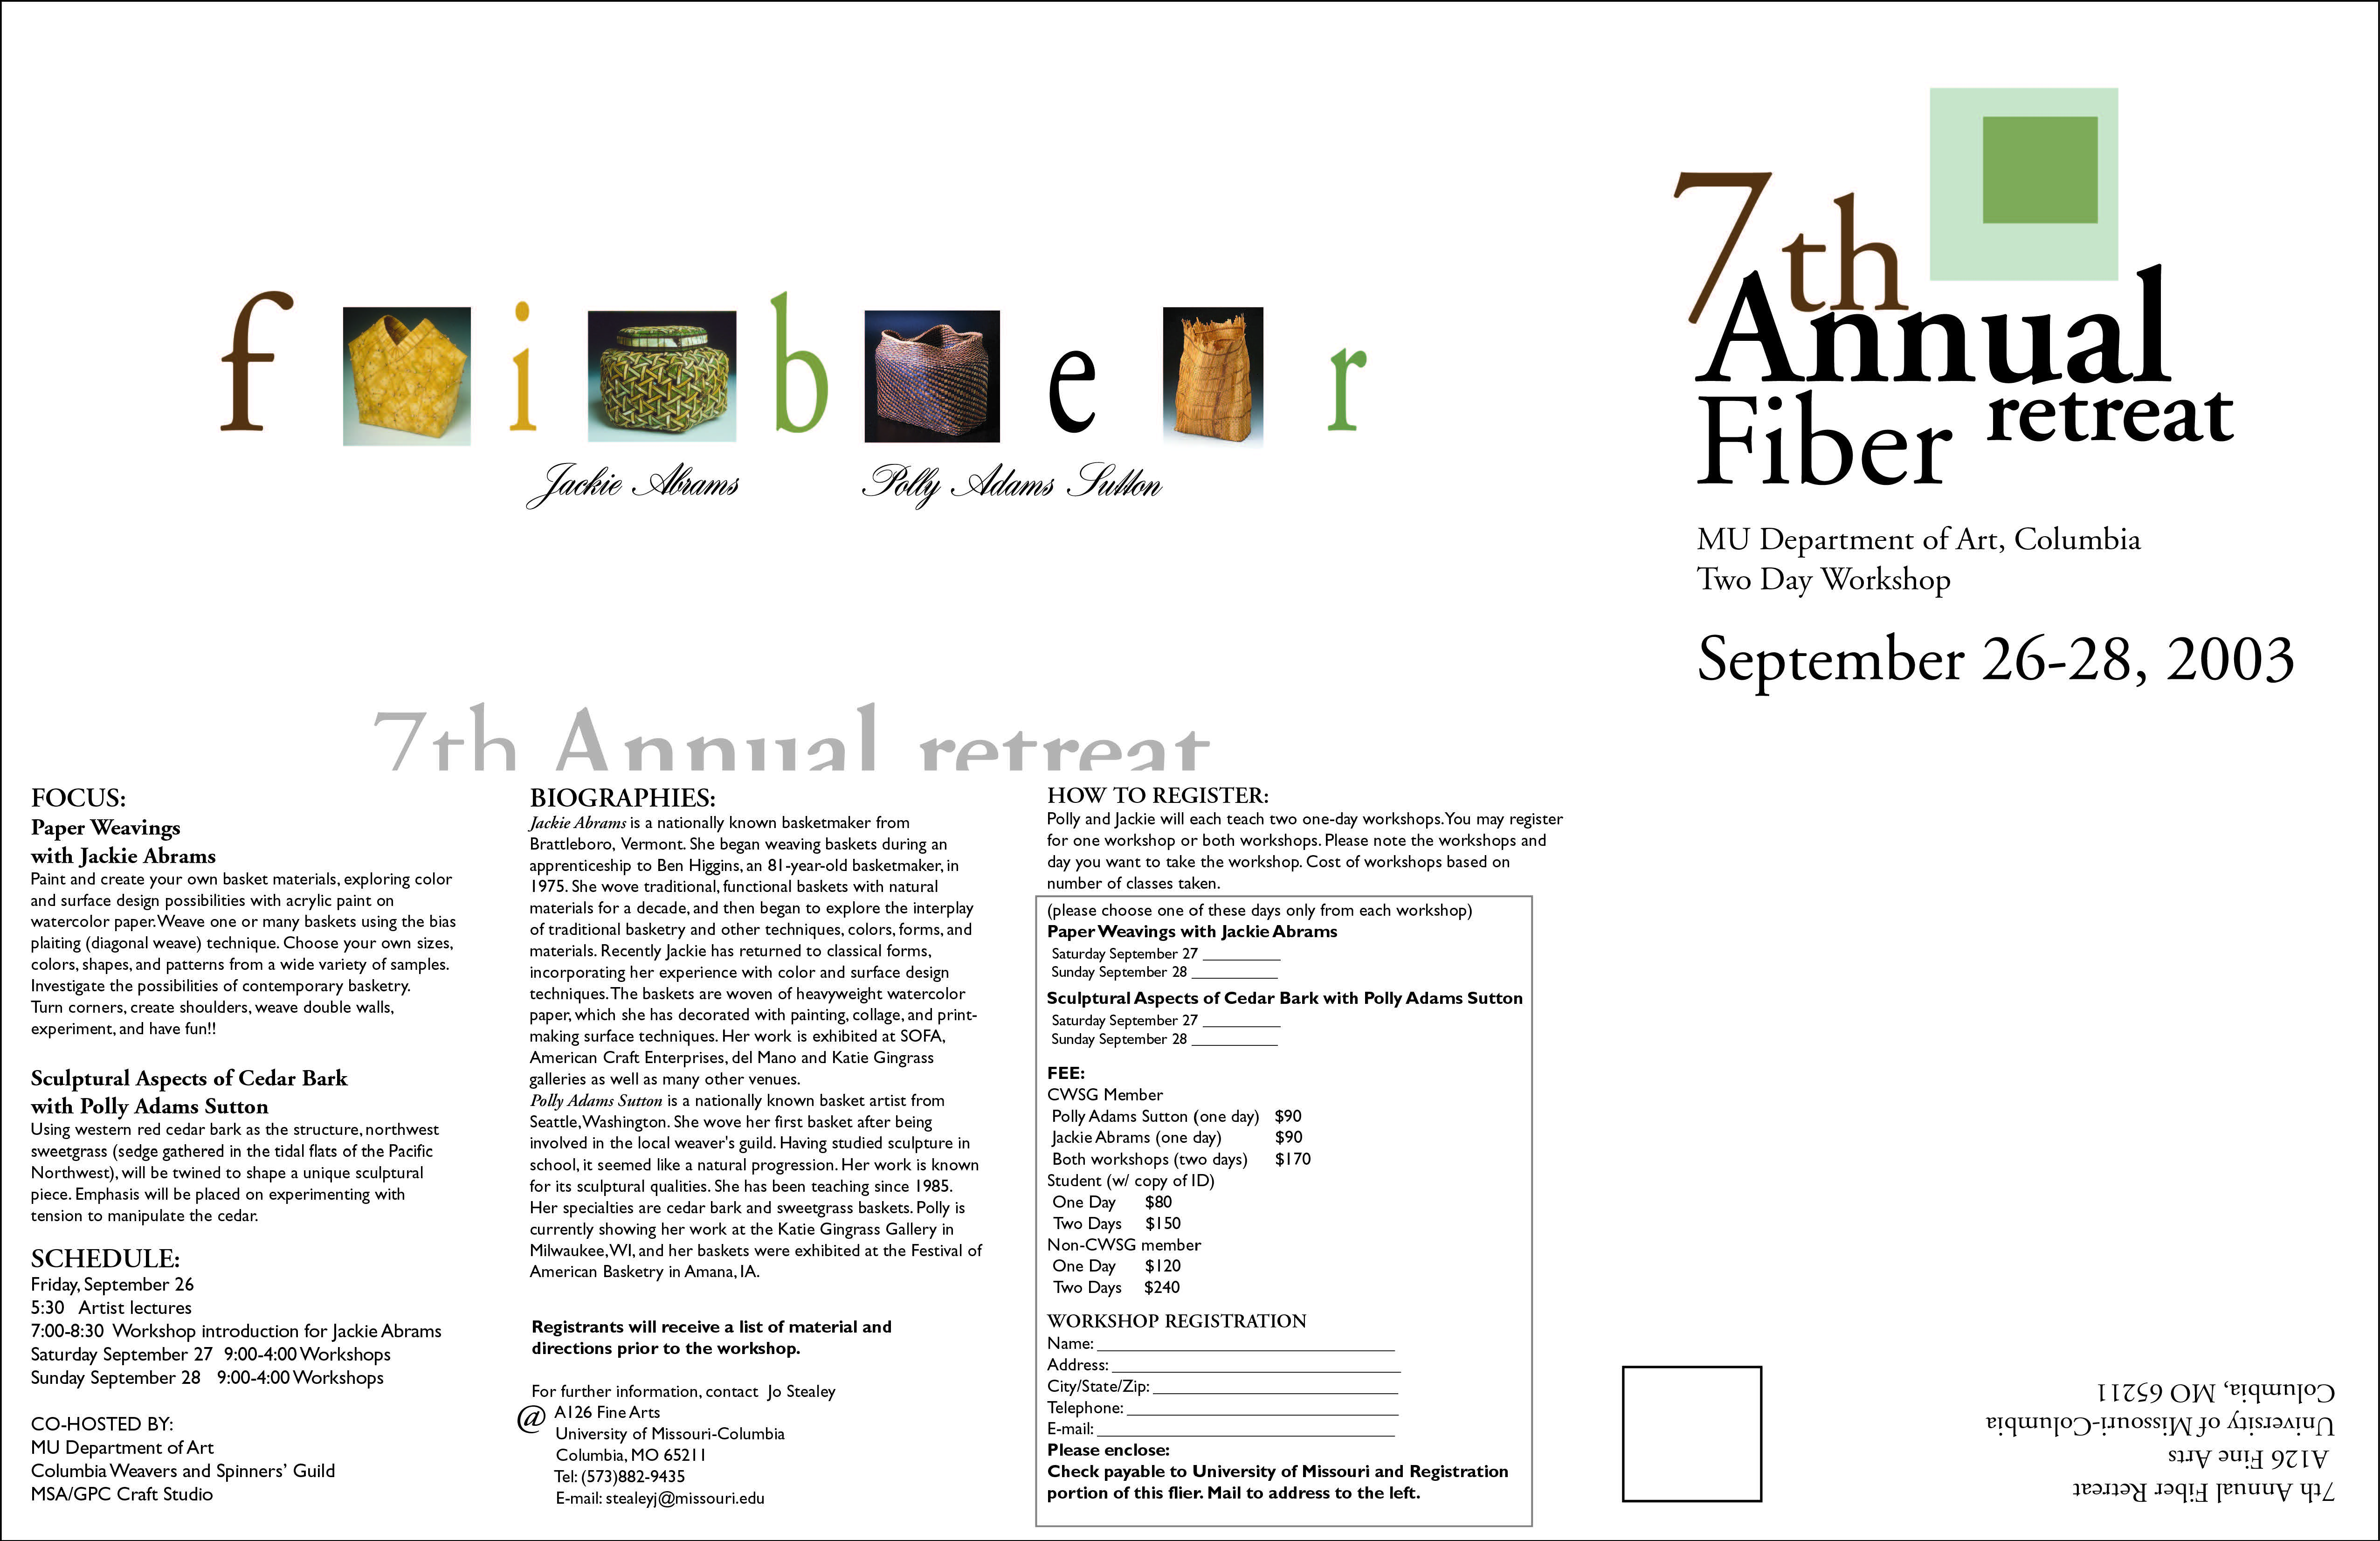 f i b e r
Jackie Abrams
Polly Adams Sutton
7th
Annual
Fiber retreat
MU Department of Art, Columbia
Two Day Workshop
September 26-28, 2003
7th Annual retreat
FOCUS:
Paper Weavings
with Jackie Abrams
Paint and create your own basket materials, exploring color
and surface design possibilities with acrylic paint on
watercolor paper. Weave one or many baskets using the bias
plaiting (diagonal weave) technique. Choose your own sizes,
colors, shapes, and patterns from a wide variety of samples.
Investigate the possibilities of contemporary basketry.
Turn corners, create shoulders, weave double walls,
experiment, and have fun!!
Sculptural Aspects of Cedar Bark
with Polly Adams Sutton
Using western red cedar bark as the structure, northwest
sweetgrass (sedge gathered in the tidal flats of the Pacific
Northwest), will be twined to shape a unique sculptural
piece. Emphasis will be placed on experimenting with
tension to manipulate the cedar.
SCHEDULE:
Friday, September 26
5:30 Artist lectures
7:00-8:30 Workshop introduction for Jackie Abrams
Saturday September 27 9:00-4:00 Workshops
Sunday September 28 9:00-4:00 Workshops
CO-HOSTED BY:
MU Department of Art
Columbia Weavers and Spinners' Guild
MSA/GPC Craft Studio
BIOGRAPHIES:
Jackie Abrams is a nationally known basketmaker from
Brattleboro, Vermont. She began weaving baskets during an
apprenticeship to Ben Higgins, an 81-year-old basketmaker, in
1975. She wove traditional, functional baskets with natural
materials for a decade, and then began to explore the interplay
of traditional basketry and other techniques, colors, forms, and
materials. Recently Jackie has returned to classical forms,
incorporating her experience with color and surface design
techniques. The baskets are woven of heavyweight watercolor
paper, which she has decorated with painting, collage, and print-
making surface techniques. Her work is exhibited at SOFA,
American Craft Enterprises, del Mano and Katie Gingrass
galleries as well as many other venues.
Polly Adams Sutton is a nationally known basket artist from
Seattle, Washington. She wove her first basket after being
involved in the local weaver's guild. Having studied sculpture in
school, it seemed like a natural progression. Her work is known
for its sculptural qualities. She has been teaching since 1985.
Her specialties are cedar bark and sweetgrass baskets. Polly is
currently showing her work at the Katie Gingrass Gallery in
Milwaukee, WI, and her baskets were exhibited at the Festival of
American Basketry in Amana, IA.
Registrants will receive a list of material and
directions prior to the workshop.
For further information, contact Jo Stealey
@ A126 Fine Arts
University of Missouri-Columbia
Columbia, MO 65211
Tel: (573)882-9435
E-mail: stealeyj@missouri.edu
HOW TO REGISTER:
Polly and Jackie will each teach two one-day workshops. You may register
for one workshop or both workshops. Please note the workshops and
day you want to take the workshop. Cost of workshops based on
number of classes taken.
(please choose one of these days only from each workshop)
Paper Weavings with Jackie Abrams
Saturday September 27 __________
Sunday September 28 ___________
Sculptural Aspects of Cedar Bark with Polly Adams Sutton
Saturday September 27 __________
Sunday September 28 ___________
FEE:
CWSG Member
Polly Adams Sutton (one day) $90
Jackie Abrams (one day) $90
Both workshops (two days) $170
Student (w/ copy of ID)
One Day $80
Two Days $150
Non-CWSG member
One Day $120
Two Days $240
WORKSHOP REGISTRATION
Name: ______________________________
Address: ______________________________
City/State/Zip: _________________________
Telephone: ____________________________
E-mail: ______________________________
Please enclose:
Check payable to University of Missouri and Registration
portion of this flier. Mail to address to the left.
7th Annual Fiber Retreat
A126 Fine Arts
University of Missouri-Columbia
Columbia, MO 65211